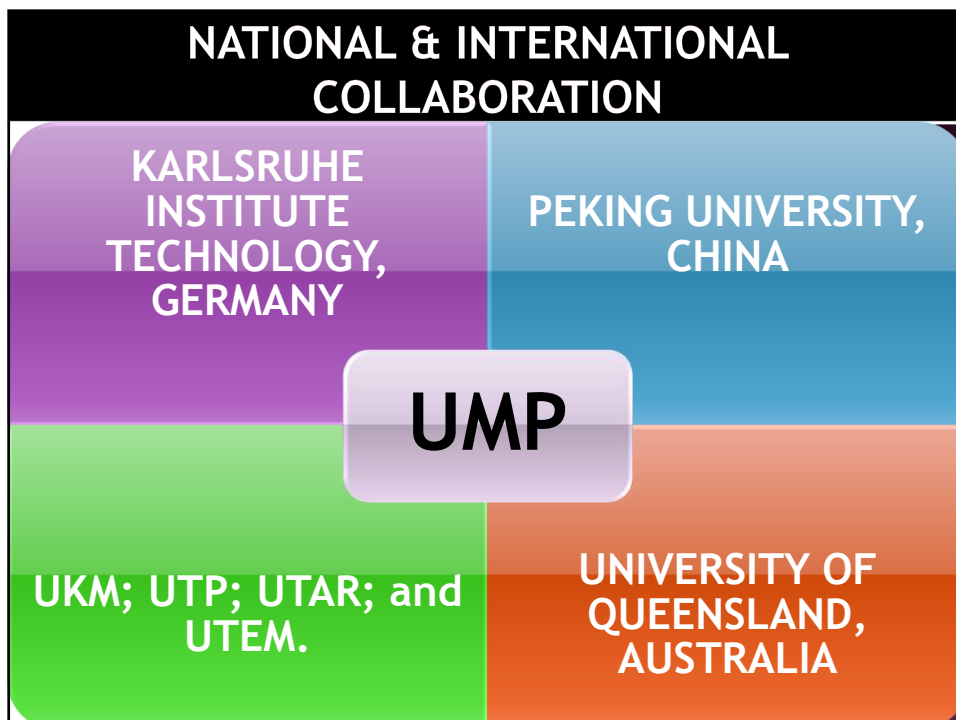 NATIONAL & INTERNATIONAL
COLLABORATION
KARLSRUHE
INSTITUTE
TECHNOLOGY,
GERMANY
PEKING UNIVERSITY,
CHINA
UMP
UKM; UTP; UTAR; and
UTEM.
UNIVERSITY OF
QUEENSLAND,
AUSTRALIA